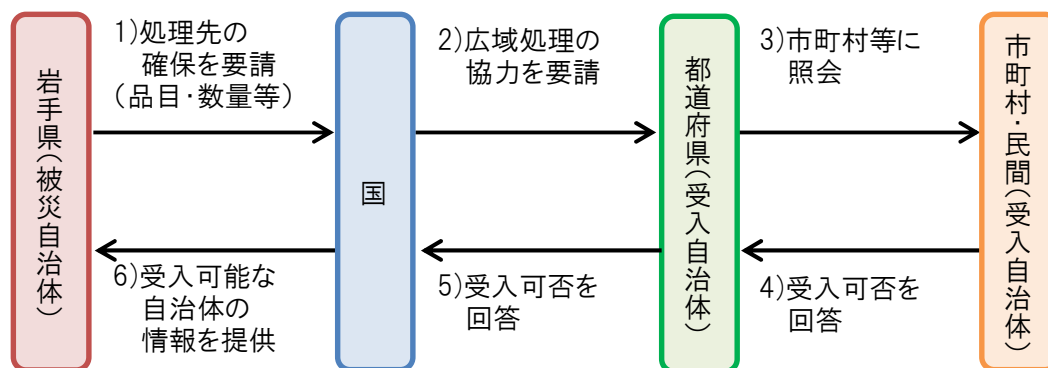 岩手県（被災自治体）
1)処理先の
確保を要請
（品目・数量等）
国
2)広域処理の
協力を要請
都道府県（受入自治体）
3)市町村等に
照会
市町村・民間（受入自治体）
4)受入可否を
回答
5)受入可否を
回答
6)受入可能な
自治体の
情報を提供